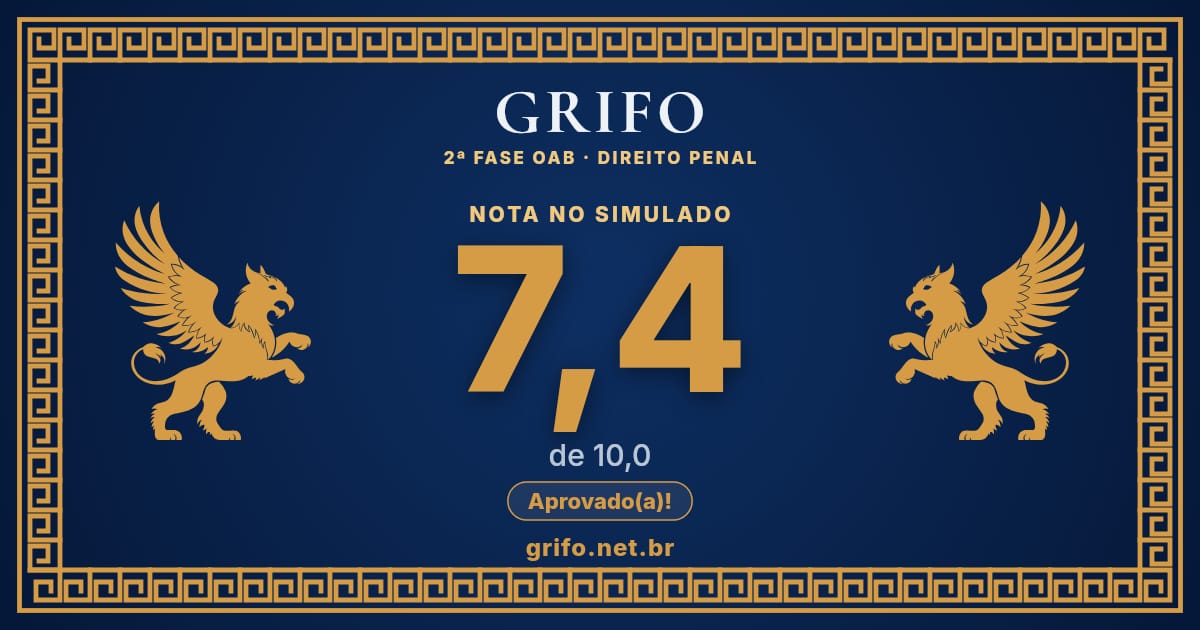 GRIFO
2ª FASE OAB · DIREITO PENAL
NOTA NO SIMULADO
7,4
de 10,0
Aprovado(a)!
grifo.net.br